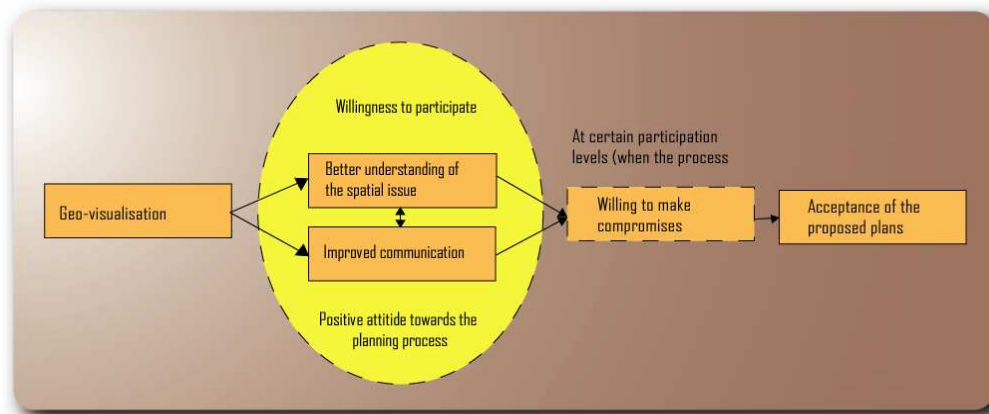 Geo-visualisation
Willingness to participate
Better understanding of
the spatial issue
Improved communication
Positive attitide towards the
planning process
At certain participation
levels (when the process
Willing to make
compromises
Acceptance of the
proposed plans